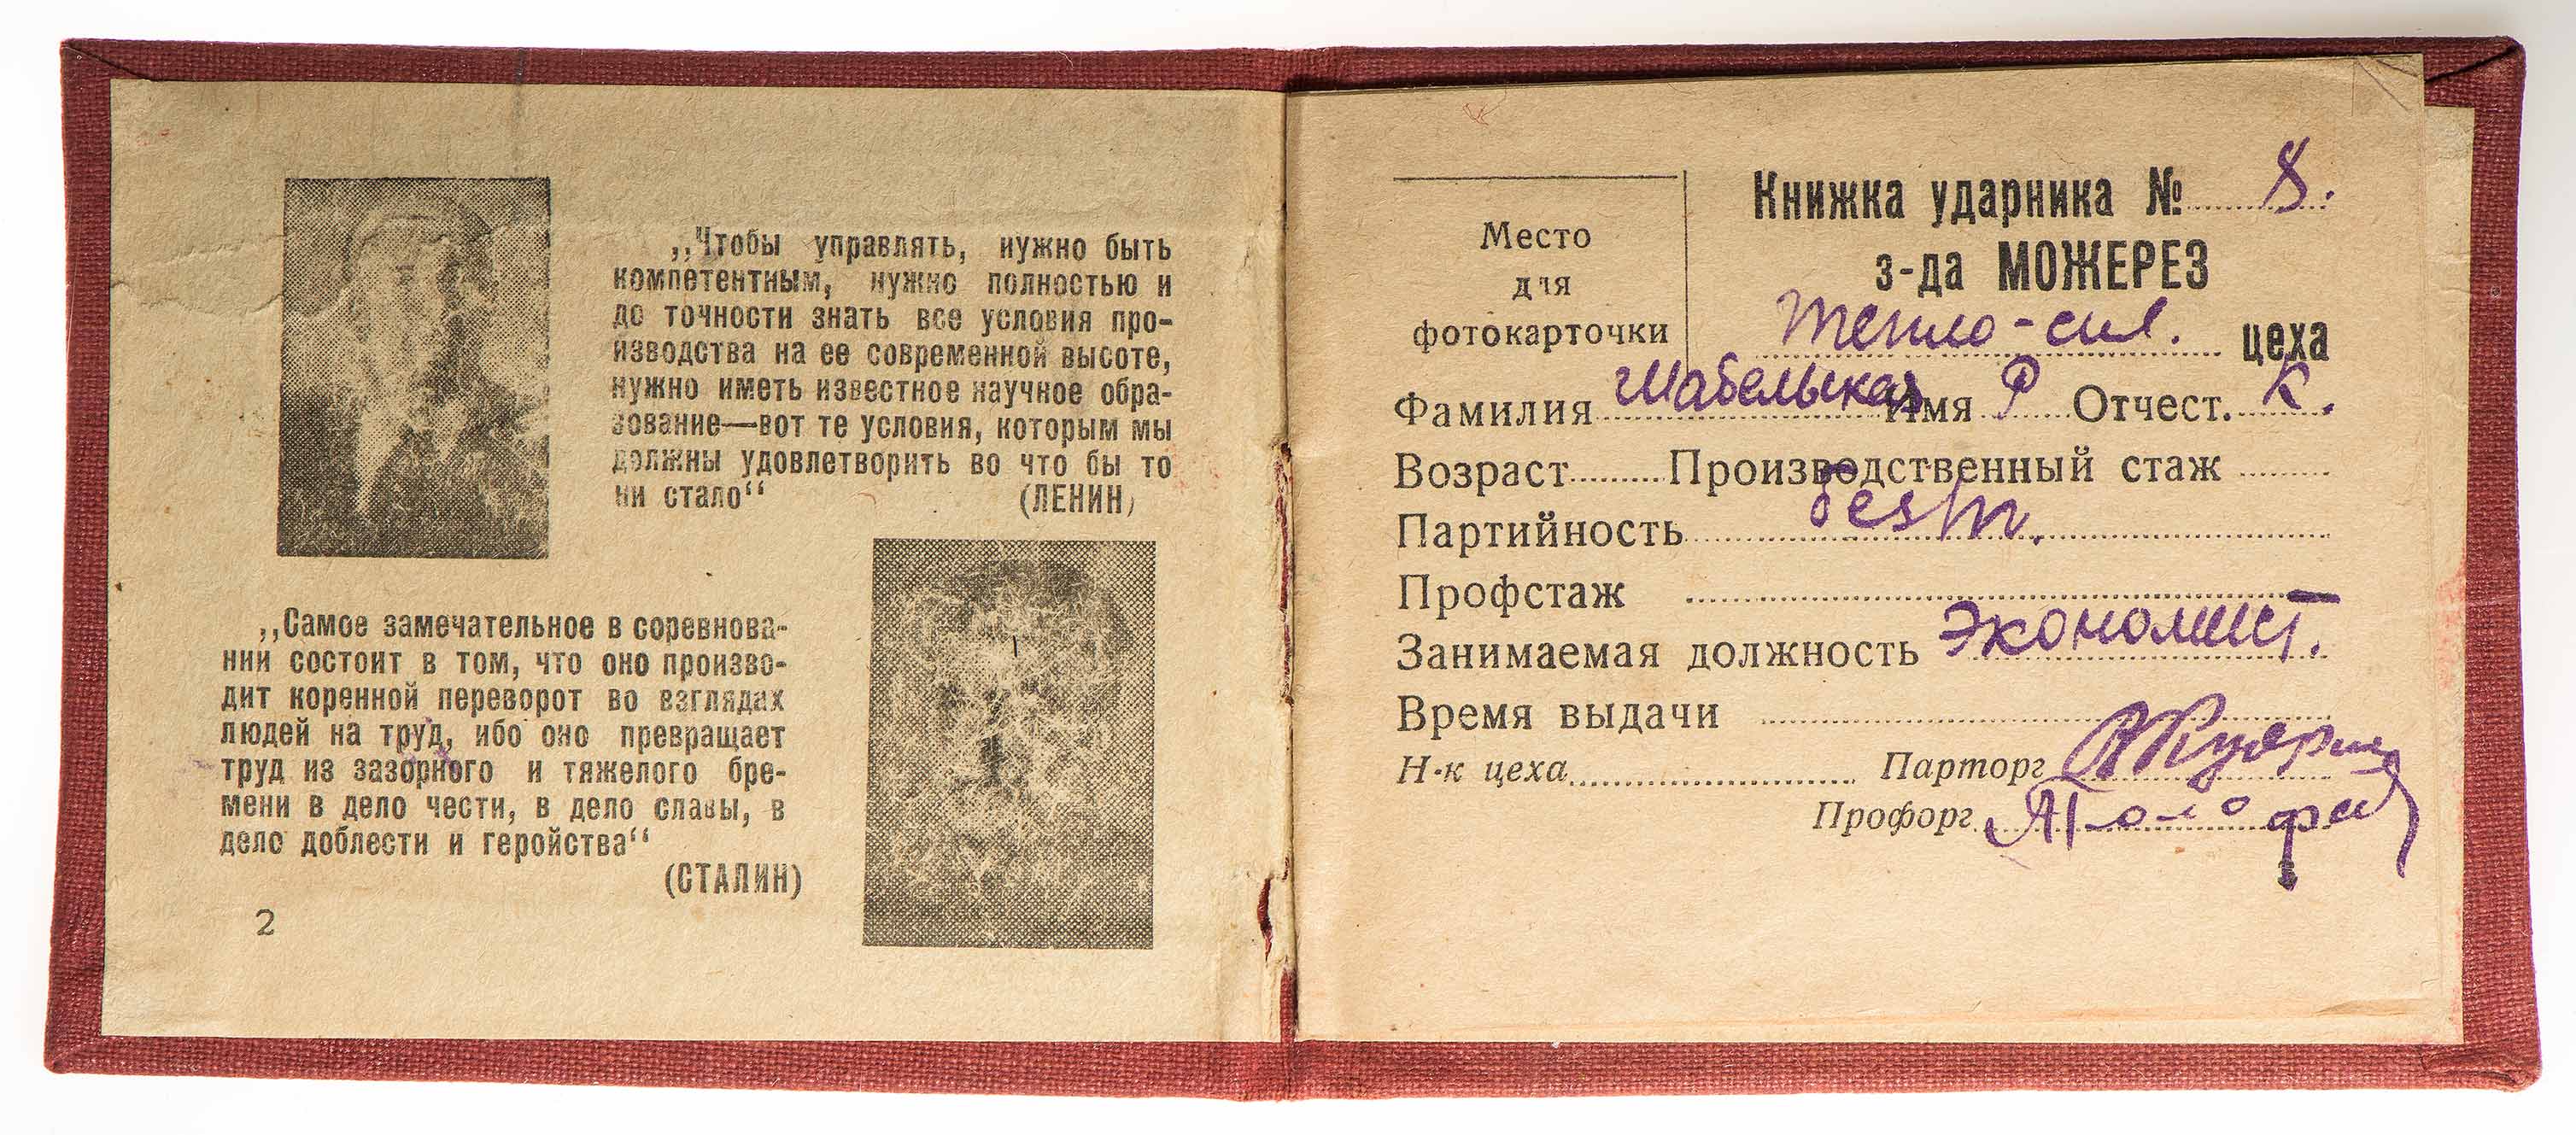 „Чтобы управлять, нужно быть
компетентным, нужно полностью и
до точности знать все условия про-
изводства на ее современной высоте,
нужно иметь известное научное обра-
зование—вот те условия, которым мы
должны удовлетворить во что бы то
ни стало“ (ЛЕНИН)
„Самое замечательное в соревнова-
нии состоит в том, что оно произво-
дит коренной переворот во взглядах
людей на труд, ибо оно превращает
труд из зазорного и тяжелого бре-
мени в дело чести, в дело славы, в
дело доблести и геройства“
(СТАЛИН)
2
Место
для
фотокарточки
Книжка ударника № 8.
з-да МОЖЕРЕЗ
Тепло-сил. цеха
Фамилия Шабельская Имя Р Отчест. К.
Возраст Производственный стаж
Партийность
Профстаж
Занимаемая должность Экономист.
Время выдачи
Н-к цеха Парторг
Профорг